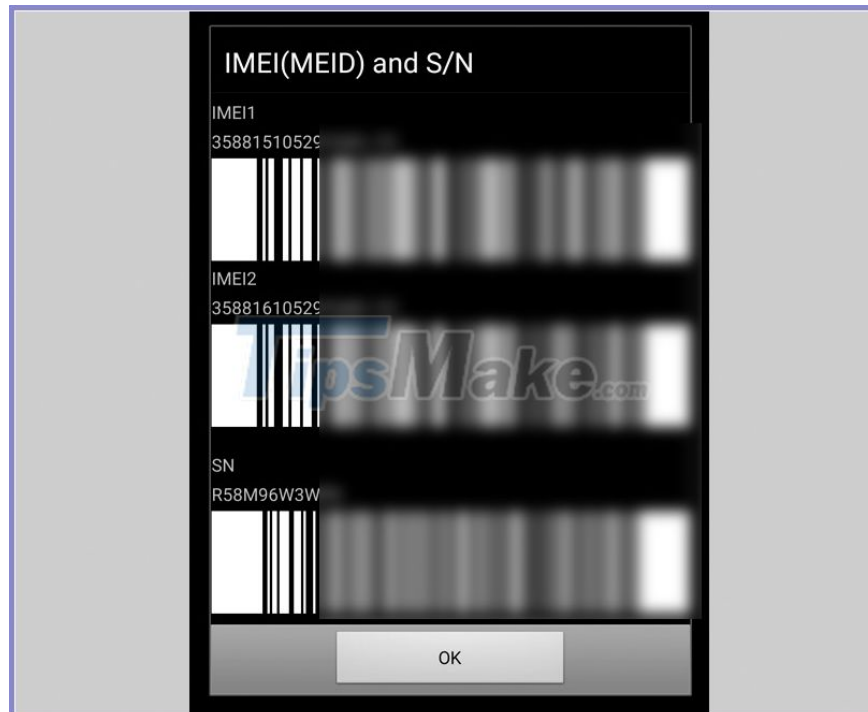 IMEI(MEID) and S/N
IMEI1
35881510529
IMEI2
35881610529
TipsMake.com
SN
R58M96W3W
OK